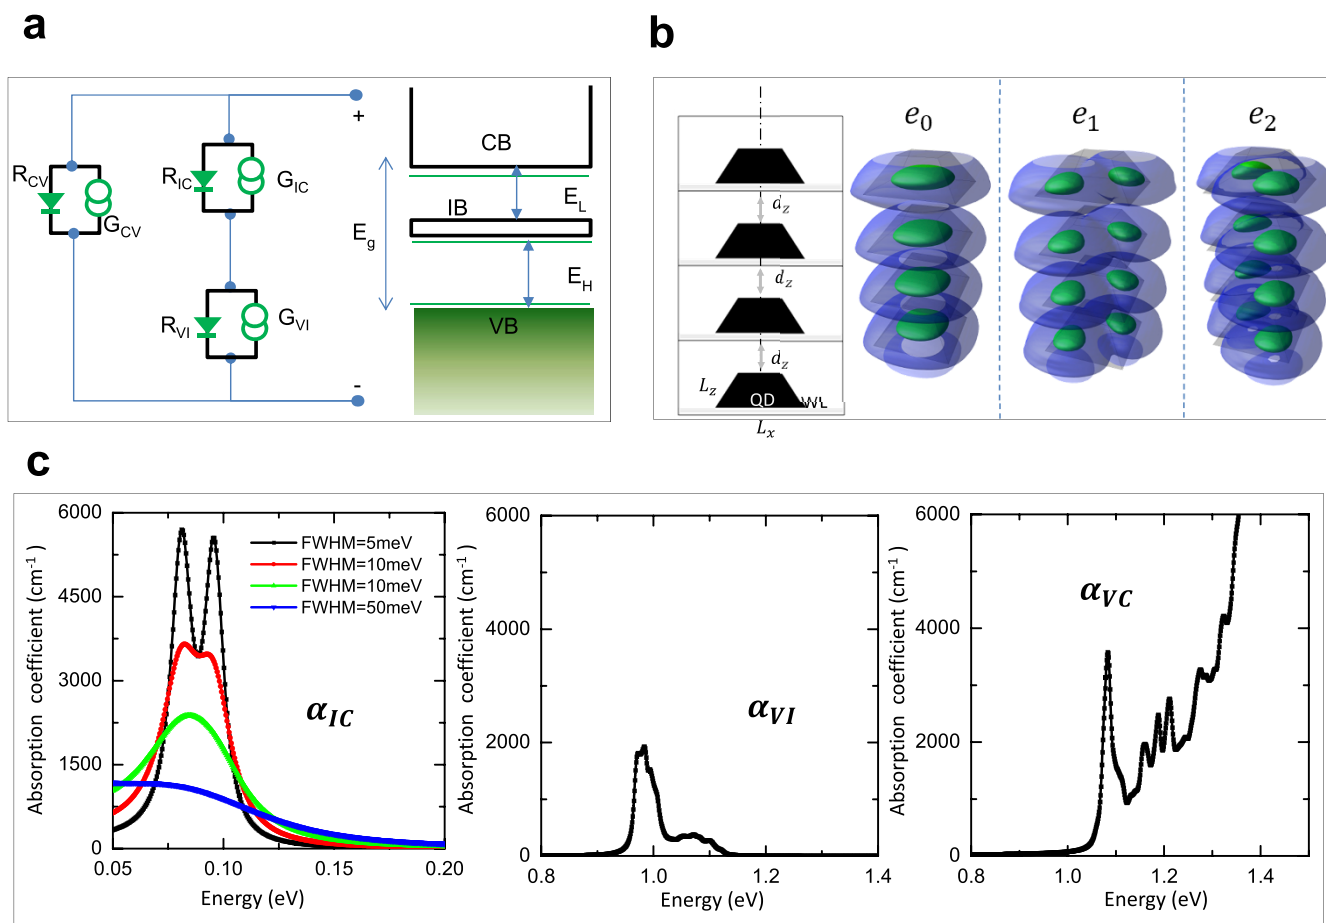 a
R_CV
G_CV
R_IC
G_IC
R_VI
G_VI
+
-
CB
IB
E_L
E_g
E_H
VB
b
d_z
d_z
d_z
L_z
QD
WL
L_x
e_0
e_1
e_2
c
6000
4500
3000
1500
0
0.05
0.10
0.15
0.20
Absorption coefficient (cm⁻¹ )
Energy (eV)
FWHM=5meV
FWHM=10meV
FWHM=10meV
FWHM=50meV
α_IC
6000
4000
2000
0
0.8
1.0
1.2
1.4
Absorption coefficient (cm⁻¹ )
Energy (eV)
α_VI
6000
4000
2000
0
0.8
1.0
1.2
1.4
Absorption coefficient (cm⁻¹ )
Energy (eV)
α_VC